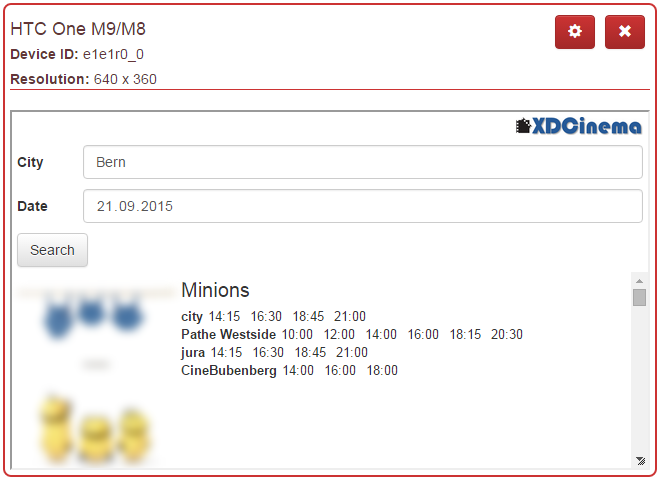 HTC One M9/M8
Device ID: e1e1r0_0
Resolution: 640 x 360
XDCinema
City Bern
Date 21.09.2015
Search
Minions
city 14:15 16:30 18:45 21:00
Pathe Westside 10:00 12:00 14:00 16:00 18:15 20:30
jura 14:15 16:30 18:45 21:00
CineBubenberg 14:00 16:00 18:00